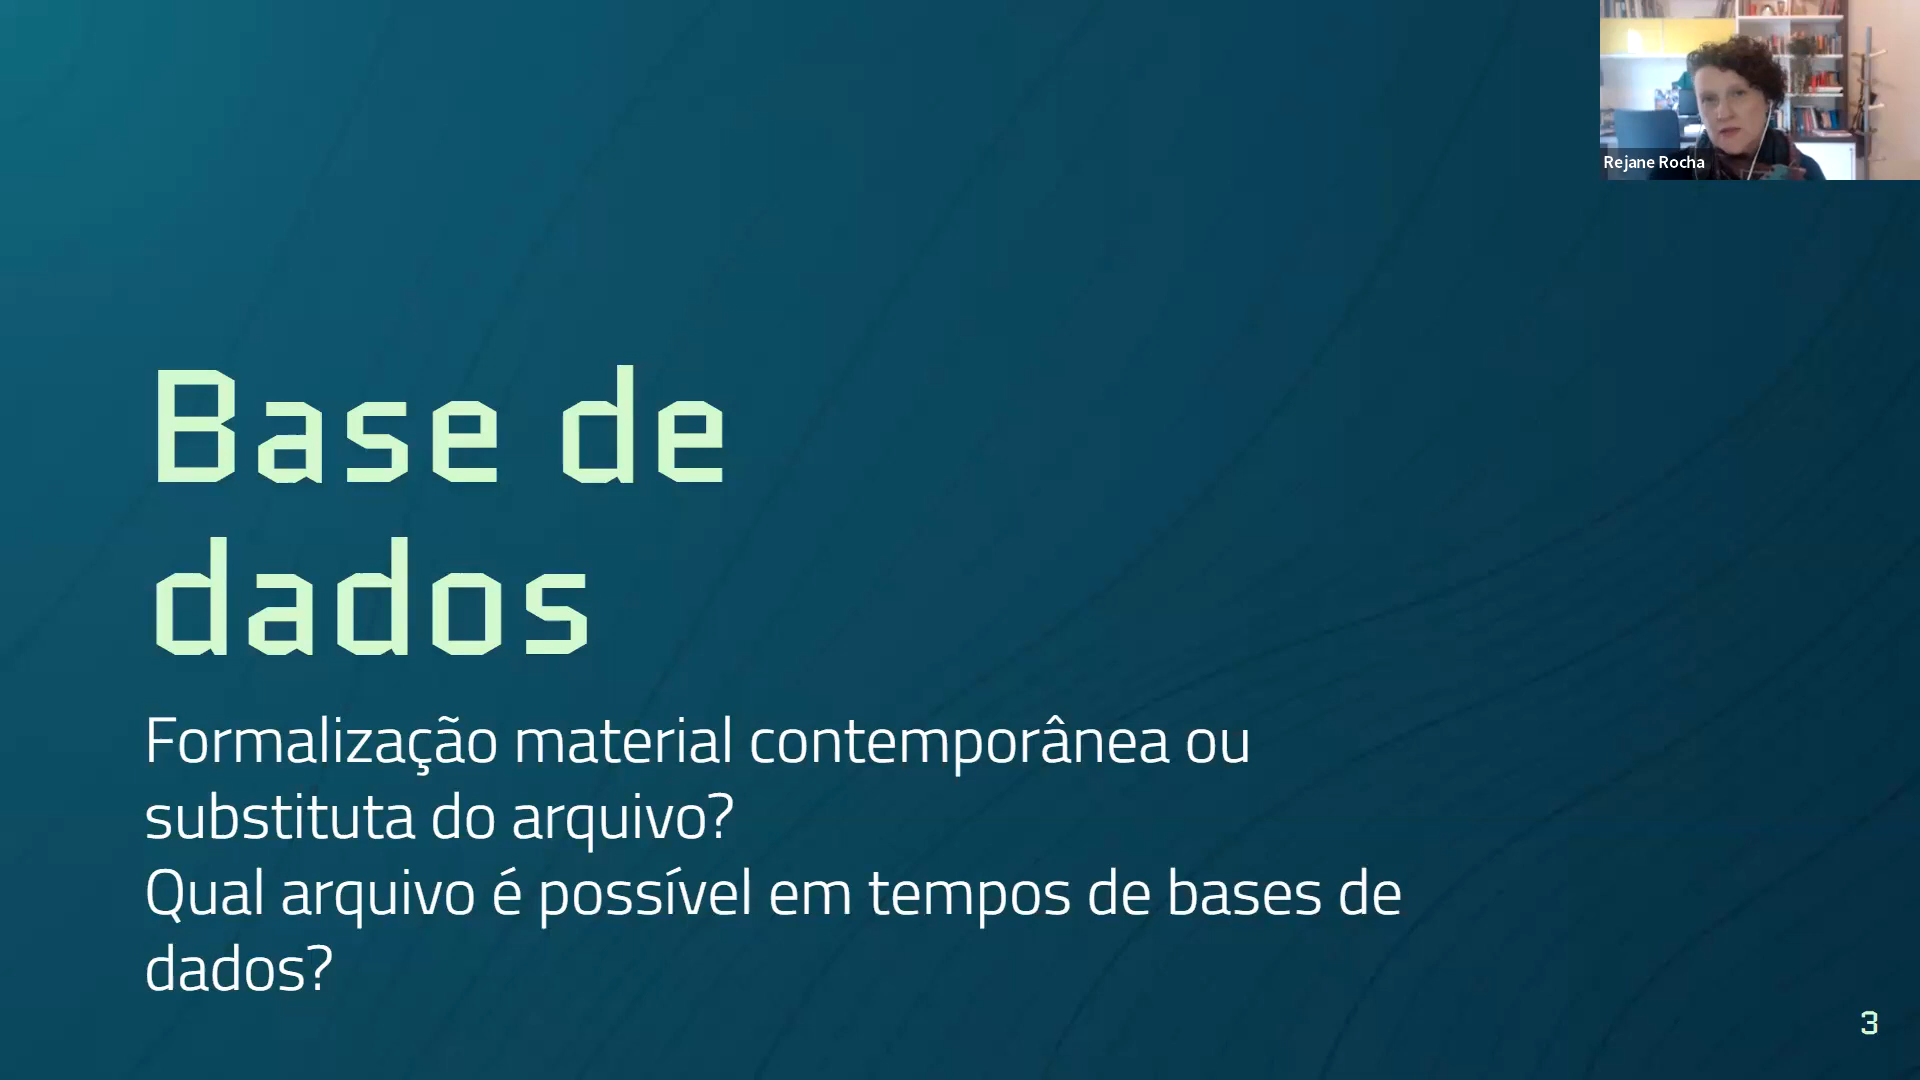 Rejane Rocha
Base de
dados
Formalização material contemporânea ou
substituta do arquivo?
Qual arquivo é possível em tempos de bases de
dados?
3